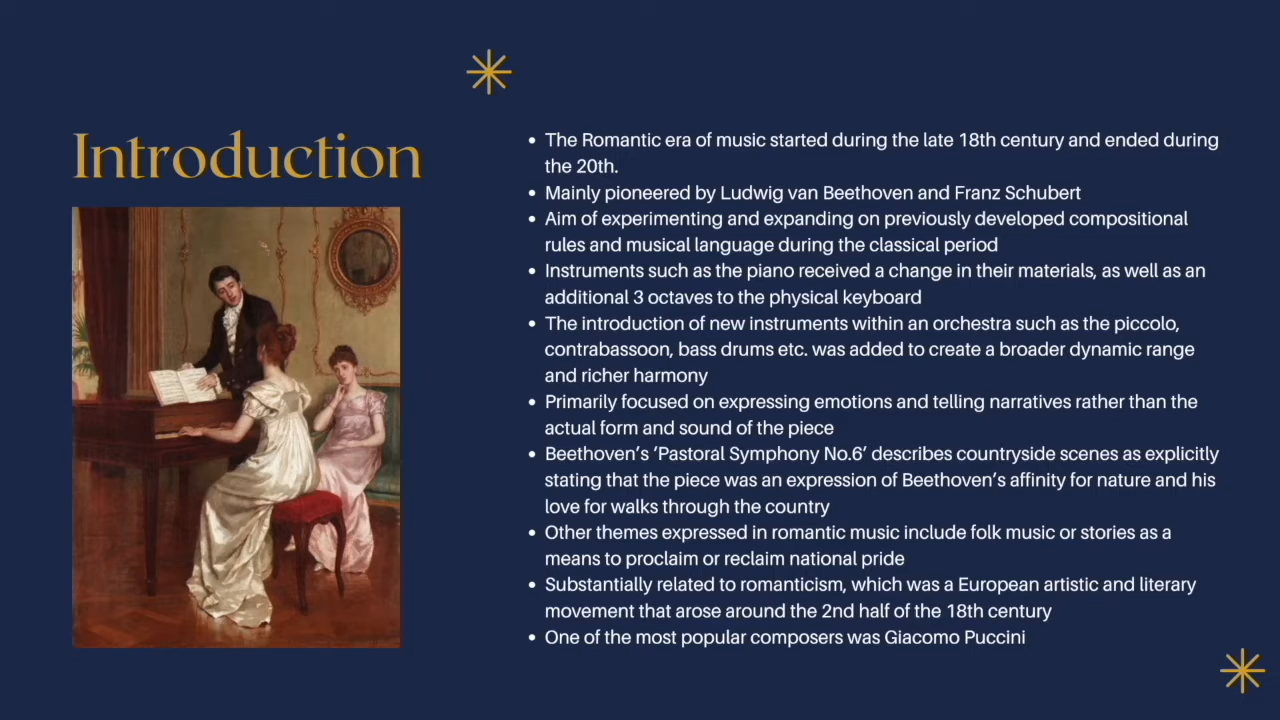 Introduction
• The Romantic era of music started during the late 18th century and ended during
the 20th.
• Mainly pioneered by Ludwig van Beethoven and Franz Schubert
• Aim of experimenting and expanding on previously developed compositional
rules and musical language during the classical period
• Instruments such as the piano received a change in their materials, as well as an
additional 3 octaves to the physical keyboard
• The introduction of new instruments within an orchestra such as the piccolo,
contrabassoon, bass drums etc. was added to create a broader dynamic range
and richer harmony
• Primarily focused on expressing emotions and telling narratives rather than the
actual form and sound of the piece
• Beethoven’s ’Pastoral Symphony No.6’ describes countryside scenes as explicitly
stating that the piece was an expression of Beethoven’s affinity for nature and his
love for walks through the country
• Other themes expressed in romantic music include folk music or stories as a
means to proclaim or reclaim national pride
• Substantially related to romanticism, which was a European artistic and literary
movement that arose around the 2nd half of the 18th century
• One of the most popular composers was Giacomo Puccini